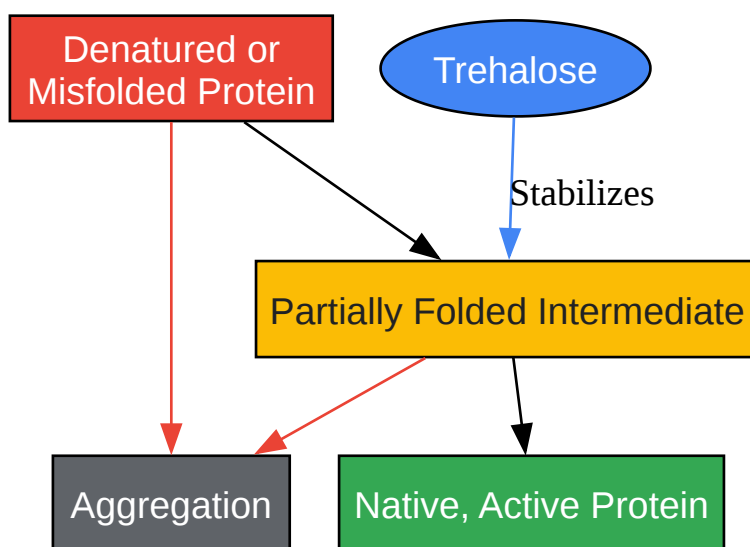 Denatured or
Misfolded Protein
Trehalose
Stabilizes
Partially Folded Intermediate
Aggregation
Native, Active Protein